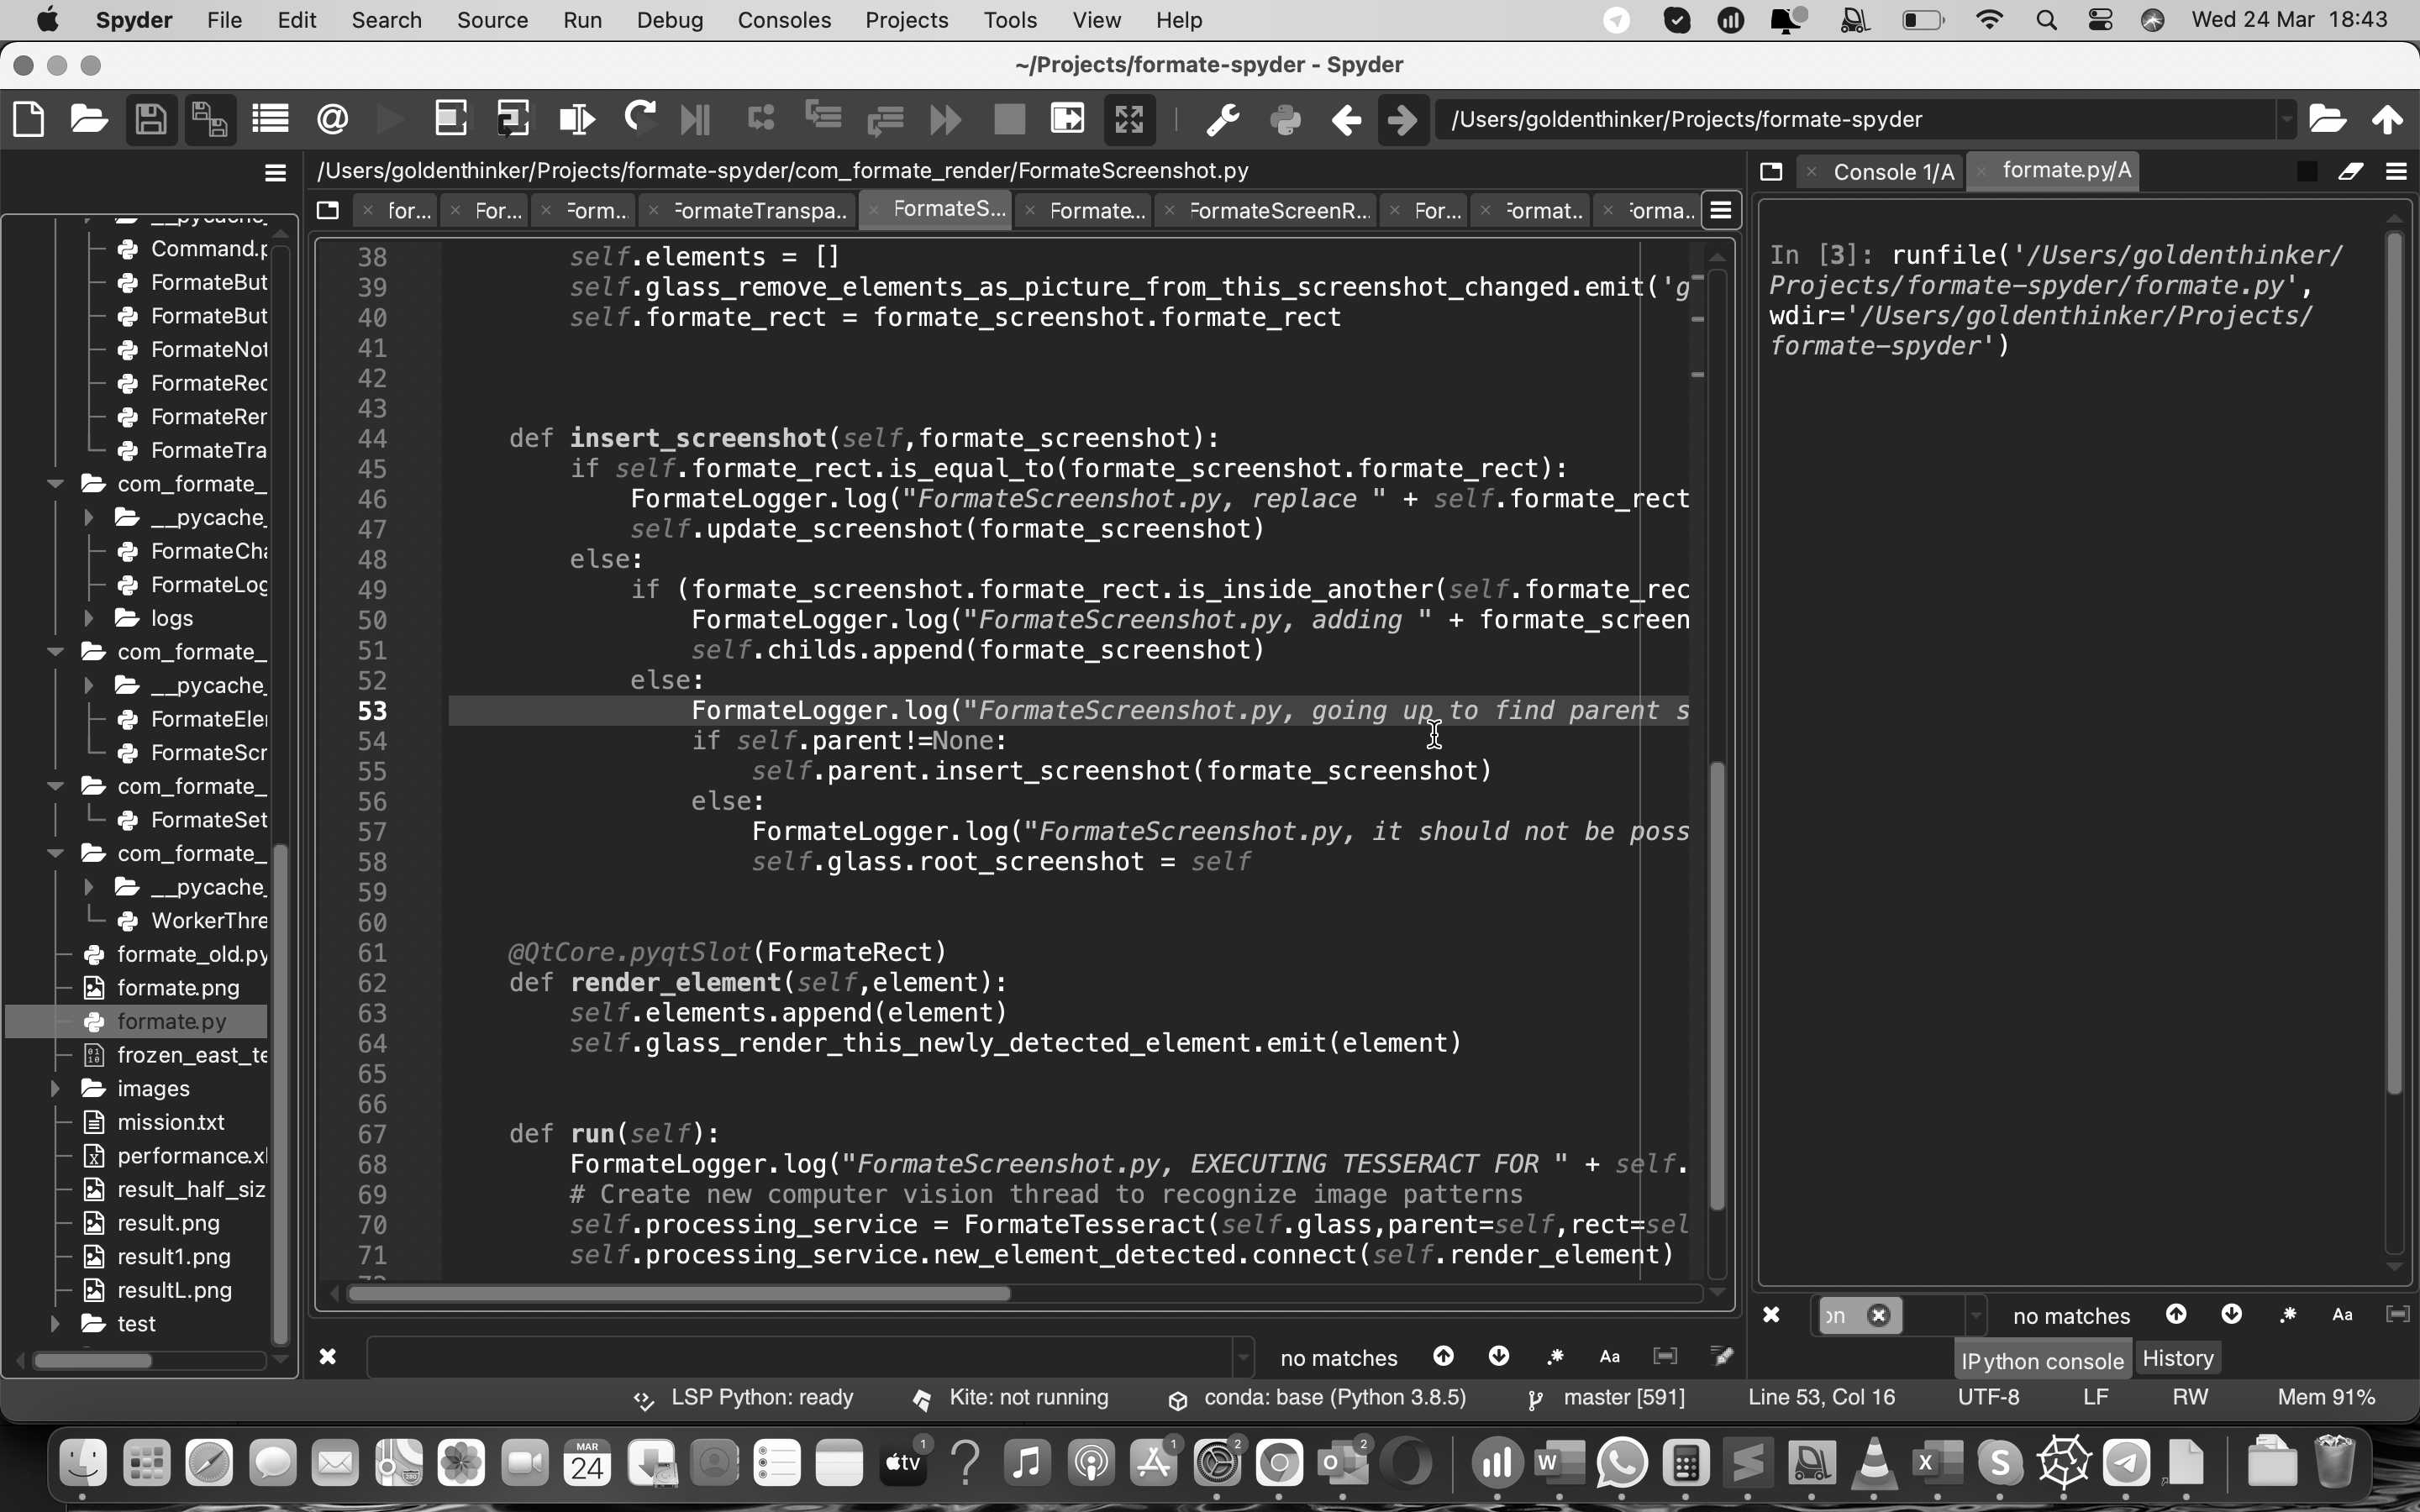 Spyder File Edit Search Source Run Debug Consoles Projects Tools View Help Wed 24 Mar 18:43
~/Projects/formate-spyder - Spyder
/Users/goldenthinker/Projects/formate-spyder
/Users/goldenthinker/Projects/formate-spyder/com_formate_render/FormateScreenshot.py
for... For... Form... FormateTranspa.. FormateS... Formate... FormateScreenR... For... Format.. Forma..
Console 1/A formate.py/A
__pycache_
Command.p
FormateBut
FormateBut
FormateNot
FormateRec
FormateRer
FormateTra
com_formate_
__pycache_
FormateCha
FormateLog
logs
com_formate_
__pycache_
FormateEler
FormateScr
com_formate_
FormateSet
com_formate_
__pycache_
WorkerThre
formate_old.py
formate.png
formate.py
frozen_east_te
images
mission.txt
performance.xl
result_half_siz
result.png
result1.png
resultL.png
test
38 self.elements = []
39 self.glass_remove_elements_as_picture_from_this_screenshot_changed.emit('g
40 self.formate_rect = formate_screenshot.formate_rect
41
42
43
44 def insert_screenshot(self,formate_screenshot):
45 if self.formate_rect.is_equal_to(formate_screenshot.formate_rect):
46 FormateLogger.log("FormateScreenshot.py, replace " + self.formate_rect
47 self.update_screenshot(formate_screenshot)
48 else:
49 if (formate_screenshot.formate_rect.is_inside_another(self.formate_rec
50 FormateLogger.log("FormateScreenshot.py, adding " + formate_screen
51 self.childs.append(formate_screenshot)
52 else:
53 FormateLogger.log("FormateScreenshot.py, going up to find parent s
54 if self.parent!=None:
55 self.parent.insert_screenshot(formate_screenshot)
56 else:
57 FormateLogger.log("FormateScreenshot.py, it should not be poss
58 self.glass.root_screenshot = self
59
60
61 @QtCore.pyqtSlot(FormateRect)
62 def render_element(self,element):
63 self.elements.append(element)
64 self.glass_render_this_newly_detected_element.emit(element)
65
66
67 def run(self):
68 FormateLogger.log("FormateScreenshot.py, EXECUTING TESSERACT FOR " + self.
69 # Create new computer vision thread to recognize image patterns
70 self.processing_service = FormateTesseract(self.glass,parent=self,rect=sel
71 self.processing_service.new_element_detected.connect(self.render_element)
In [3]: runfile('/Users/goldenthinker/
Projects/formate-spyder/formate.py',
wdir='/Users/goldenthinker/Projects/
formate-spyder')
no matches Aa
on no matches Aa
IPython console History
LSP Python: ready Kite: not running conda: base (Python 3.8.5) master [591] Line 53, Col 16 UTF-8 LF RW Mem 91%
MAR
24
tv
1
1
2
2
W
X
S